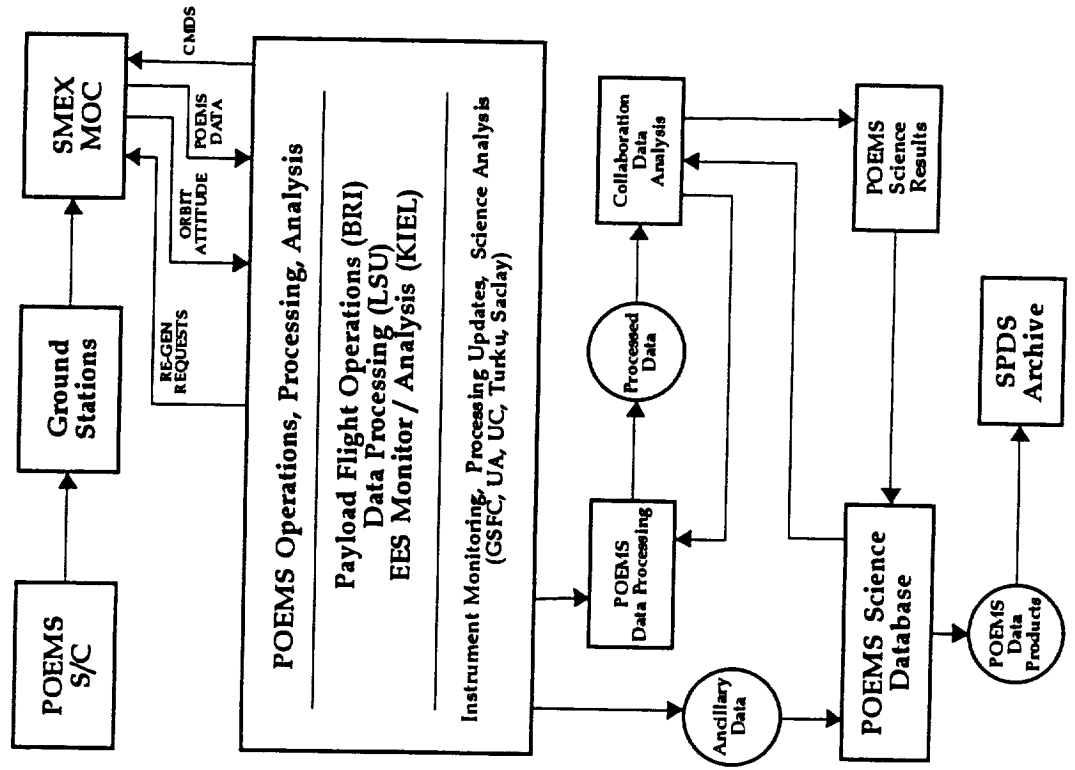 POEMS
S/C
Ground
Stations
SMEX
MOC
RE-GEN
REQUESTS
ORBIT
ATTITUDE
POEMS
DATA
CMDS
POEMS Operations, Processing, Analysis
Payload Flight Operations (BRI)
Data Processing (LSU)
EES Monitor / Analysis (KIEL)
Instrument Monitoring, Processing Updates, Science Analysis
(GSFC, UA, UC, Turku, Saclay)
Ancillary
Data
POEMS
Data Processing
Processed
Data
Collaboration
Data
Analysis
POEMS Science
Database
POEMS
Science
Results
POEMS
Data
Products
SPDS
Archive